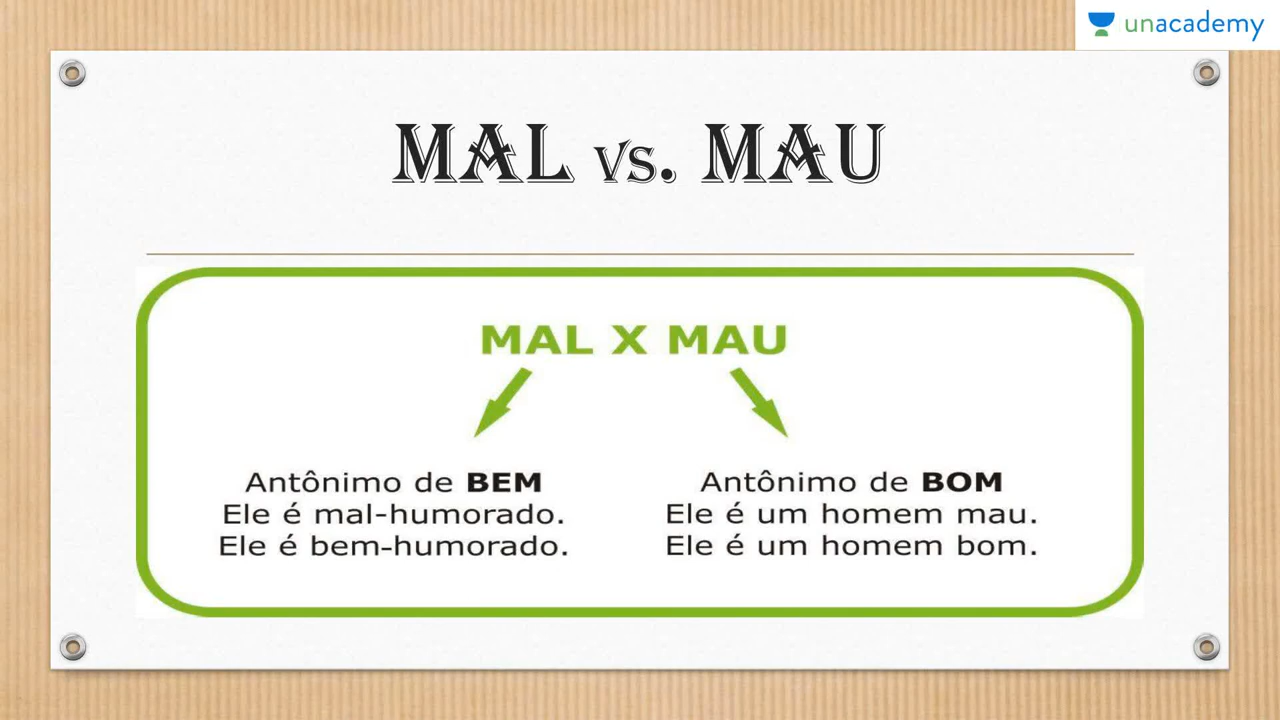 unacademy
MAL vs. MAU
MAL X MAU
Antônimo de BEM
Ele é mal-humorado.
Ele é bem-humorado.
Antônimo de BOM
Ele é um homem mau.
Ele é um homem bom.